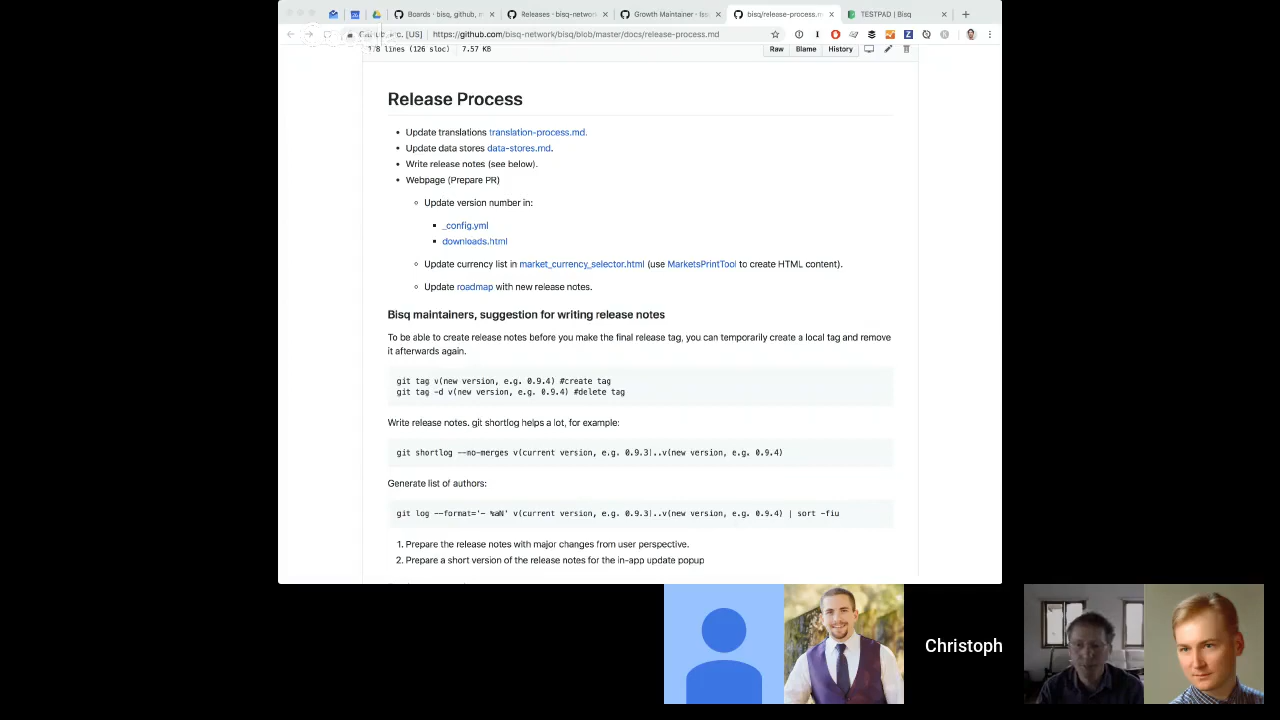 Boards - bisq, github, n
Releases - bisq-networ
Growth Maintainer - Iss
bisq/release-process.m
TESTPAD | Bisq
[US] https://github.com/bisq-network/bisq/blob/master/docs/release-process.md
lines (126 sloc) 7.57 KB
Raw Blame History
Release Process
Update translations translation-process.md.
Update data stores data-stores.md.
Write release notes (see below).
Webpage (Prepare PR)
Update version number in:
_config.yml
downloads.html
Update currency list in market_currency_selector.html (use MarketsPrintTool to create HTML content).
Update roadmap with new release notes.
Bisq maintainers, suggestion for writing release notes
To be able to create release notes before you make the final release tag, you can temporarily create a local tag and remove
it afterwards again.
git tag v(new version, e.g. 0.9.4) #create tag
git tag -d v(new version, e.g. 0.9.4) #delete tag
Write release notes. git shortlog helps a lot, for example:
git shortlog --no-merges v(current version, e.g. 0.9.3)..v(new version, e.g. 0.9.4)
Generate list of authors:
git log --format='- %aN' v(current version, e.g. 0.9.3)..v(new version, e.g. 0.9.4) | sort -fiu
1. Prepare the release notes with major changes from user perspective.
2. Prepare a short version of the release notes for the in-app update popup
Christoph